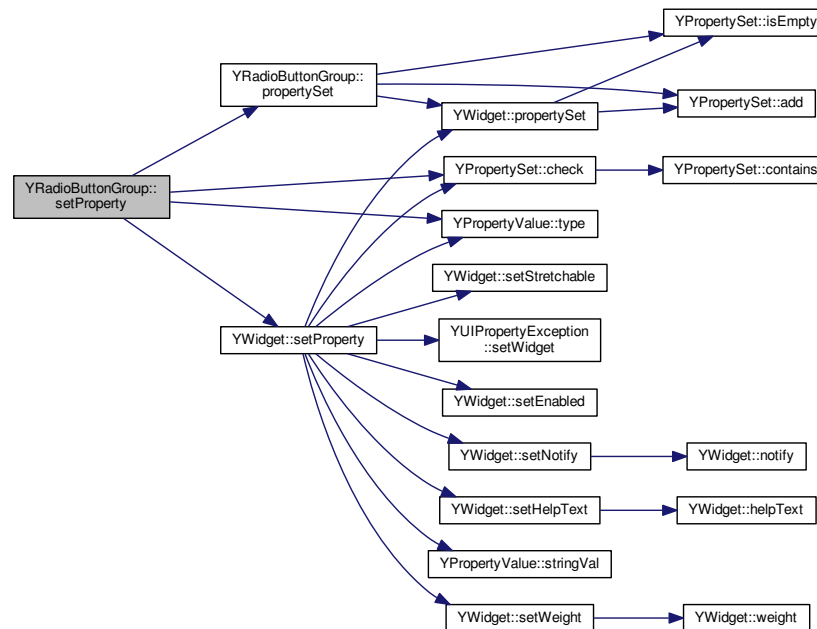 YPropertySet::isEmpty
YRadioButtonGroup::
propertySet
YPropertySet::add
YWidget::propertySet
YPropertySet::check
YPropertySet::contains
YRadioButtonGroup::
setProperty
YPropertyValue::type
YWidget::setStretchable
YWidget::setProperty
YUIPropertyException
::setWidget
YWidget::setEnabled
YWidget::setNotify
YWidget::notify
YWidget::setHelpText
YWidget::helpText
YPropertyValue::stringVal
YWidget::setWeight
YWidget::weight